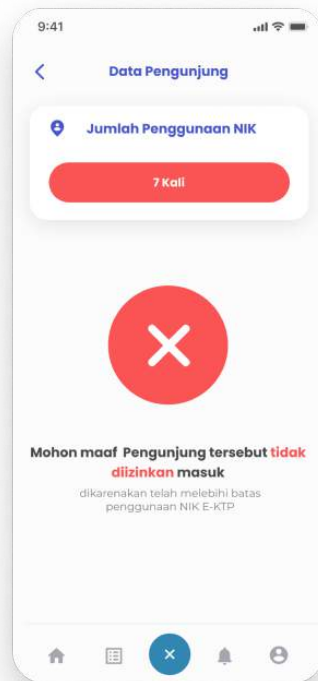 9:41
Data Pengunjung
Jumlah Penggunaan NIK
7 Kali
Mohon maaf Pengunjung tersebut tidak
diizinkan masuk
dikarenakan telah melebihi batas
penggunaan NIK E-KTP